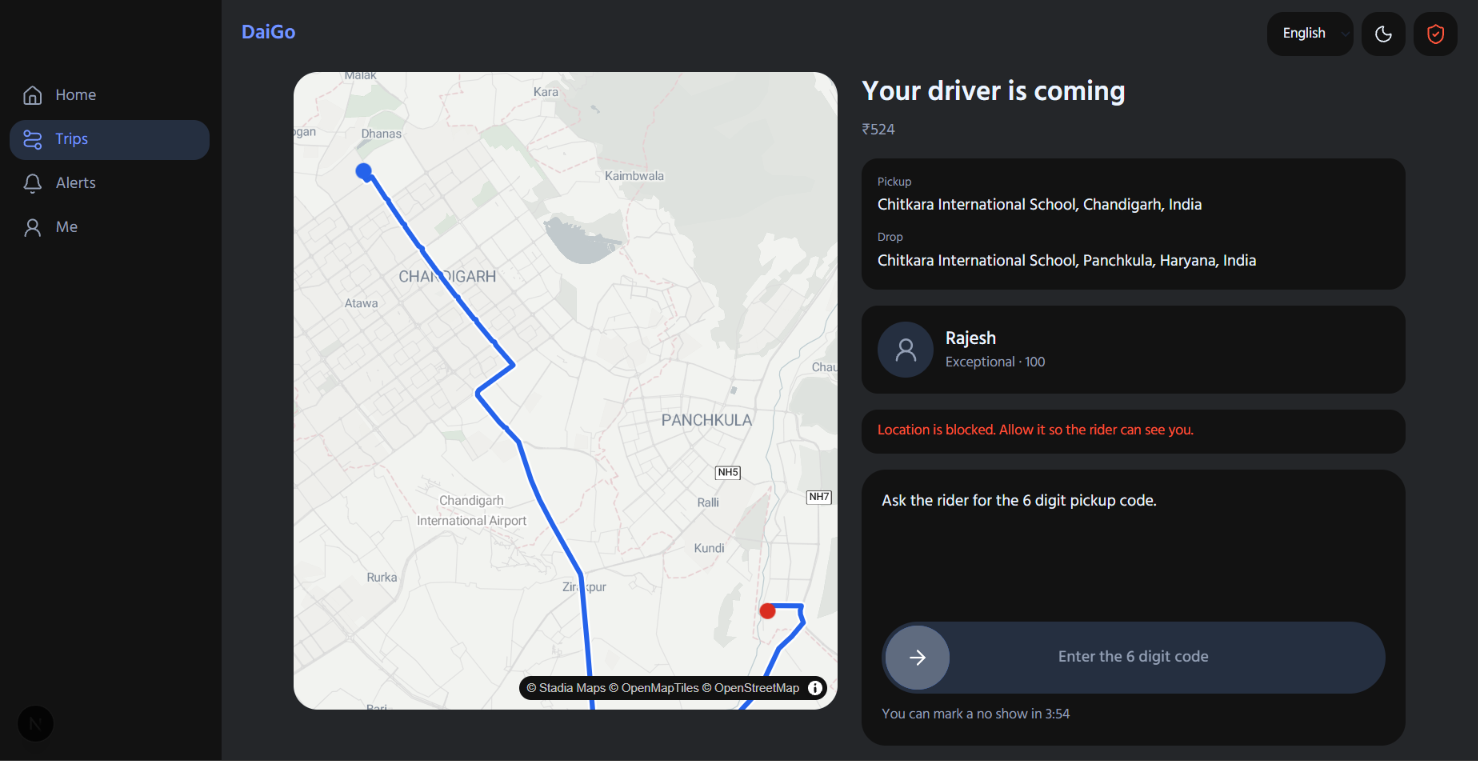 DaiGo
English
Home
Trips
Alerts
Me
Malak
Kara
Dhanas
Kaimbwala
CHANDIGARH
Atawa
Chau
PANCHKULA
NH5
NH7
Chandigarh
International Airport
Ralli
Kundi
Rurka
Zirakpur
© Stadia Maps © OpenMapTiles © OpenStreetMap
Your driver is coming
₹524
Pickup
Chitkara International School, Chandigarh, India
Drop
Chitkara International School, Panchkula, Haryana, India
Rajesh
Exceptional · 100
Location is blocked. Allow it so the rider can see you.
Ask the rider for the 6 digit pickup code.
Enter the 6 digit code
You can mark a no show in 3:54
N